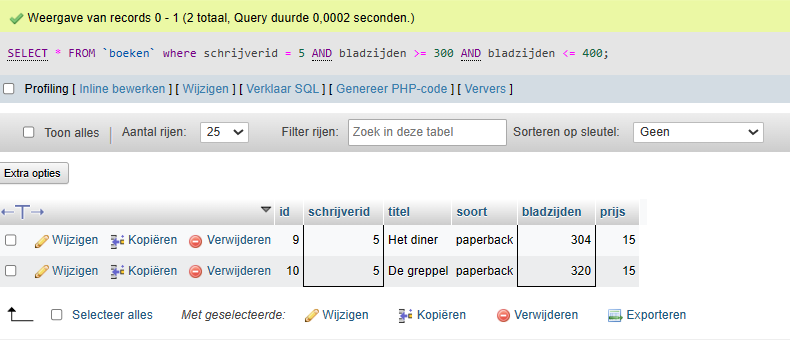 Weergave van records 0 - 1 (2 totaal, Query duurde 0,0002 seconden.)
SELECT * FROM `boeken` where schrijverid = 5 AND bladzijden >= 300 AND bladzijden <= 400;
Profiling [ Inline bewerken ] [ Wijzigen ] [ Verklaar SQL ] [ Genereer PHP-code ] [ Ververs ]
Toon alles | Aantal rijen: 25 Filter rijen: Zoek in deze tabel Sorteren op sleutel: Geen
Extra opties
←T→ id schrijverid titel soort bladzijden prijs
Wijzigen Kopiëren Verwijderen 9 5 Het diner paperback 304 15
Wijzigen Kopiëren Verwijderen 10 5 De greppel paperback 320 15
Selecteer alles Met geselecteerde: Wijzigen Kopiëren Verwijderen Exporteren